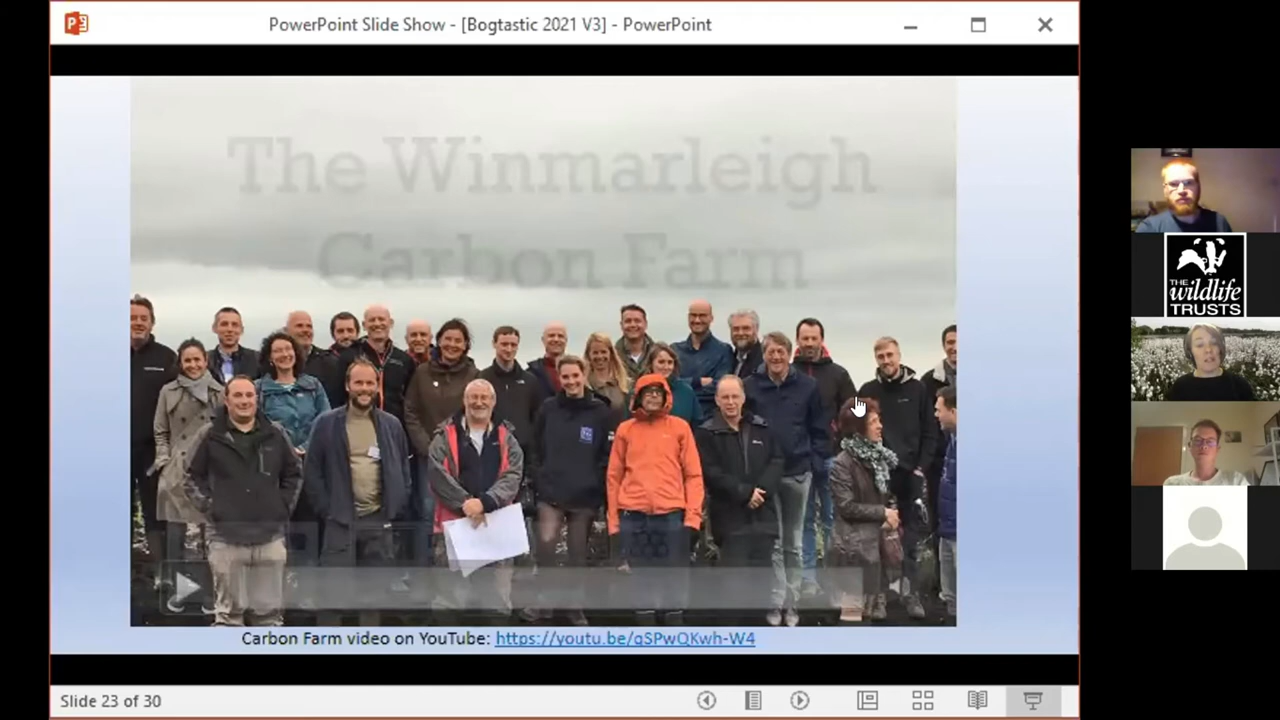 PowerPoint Slide Show - [Bogtastic 2021 V3] - PowerPoint
The Winmarleigh
Carbon Farm
THE
wildlife
TRUSTS
Carbon Farm video on YouTube: https://youtu.be/qSPwQKwh-W4
Slide 23 of 30